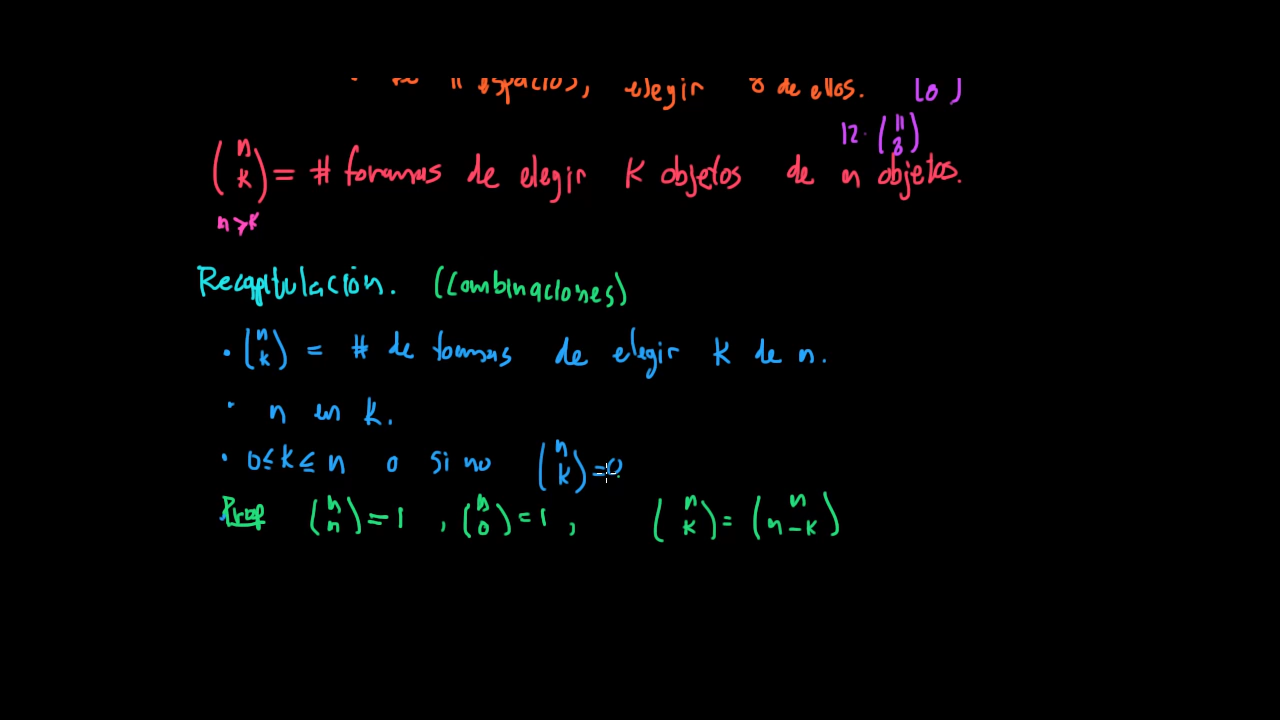 11 espacios, elegir 8 de ellos.
12 · (11 8)
(n k) = # formas de elegir K objetos de n objetos.
n>k
Recapitulación. (Combinaciones)
• (n k) = # de formas de elegir K de n.
• n en k.
• 0≤k≤n o si no (n k)=0
Prop (n n)=1, (n 0)=1, (n k)=(n n-k)